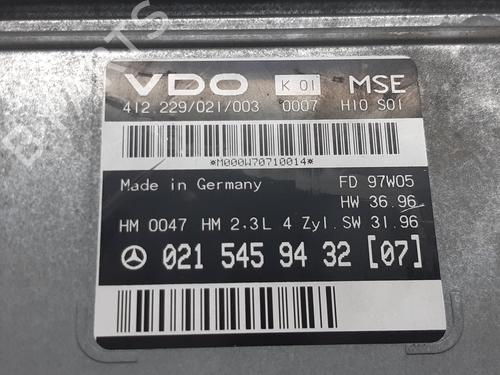 VDO K 01 MSE
412.229/021/003 0007 H10 S01
*M000W70710014*
Made in Germany FD 97W05
HW 36.96
HM 0047 HM 2,3L 4 Zyl. SW 31.96
021 545 94 32 [07]